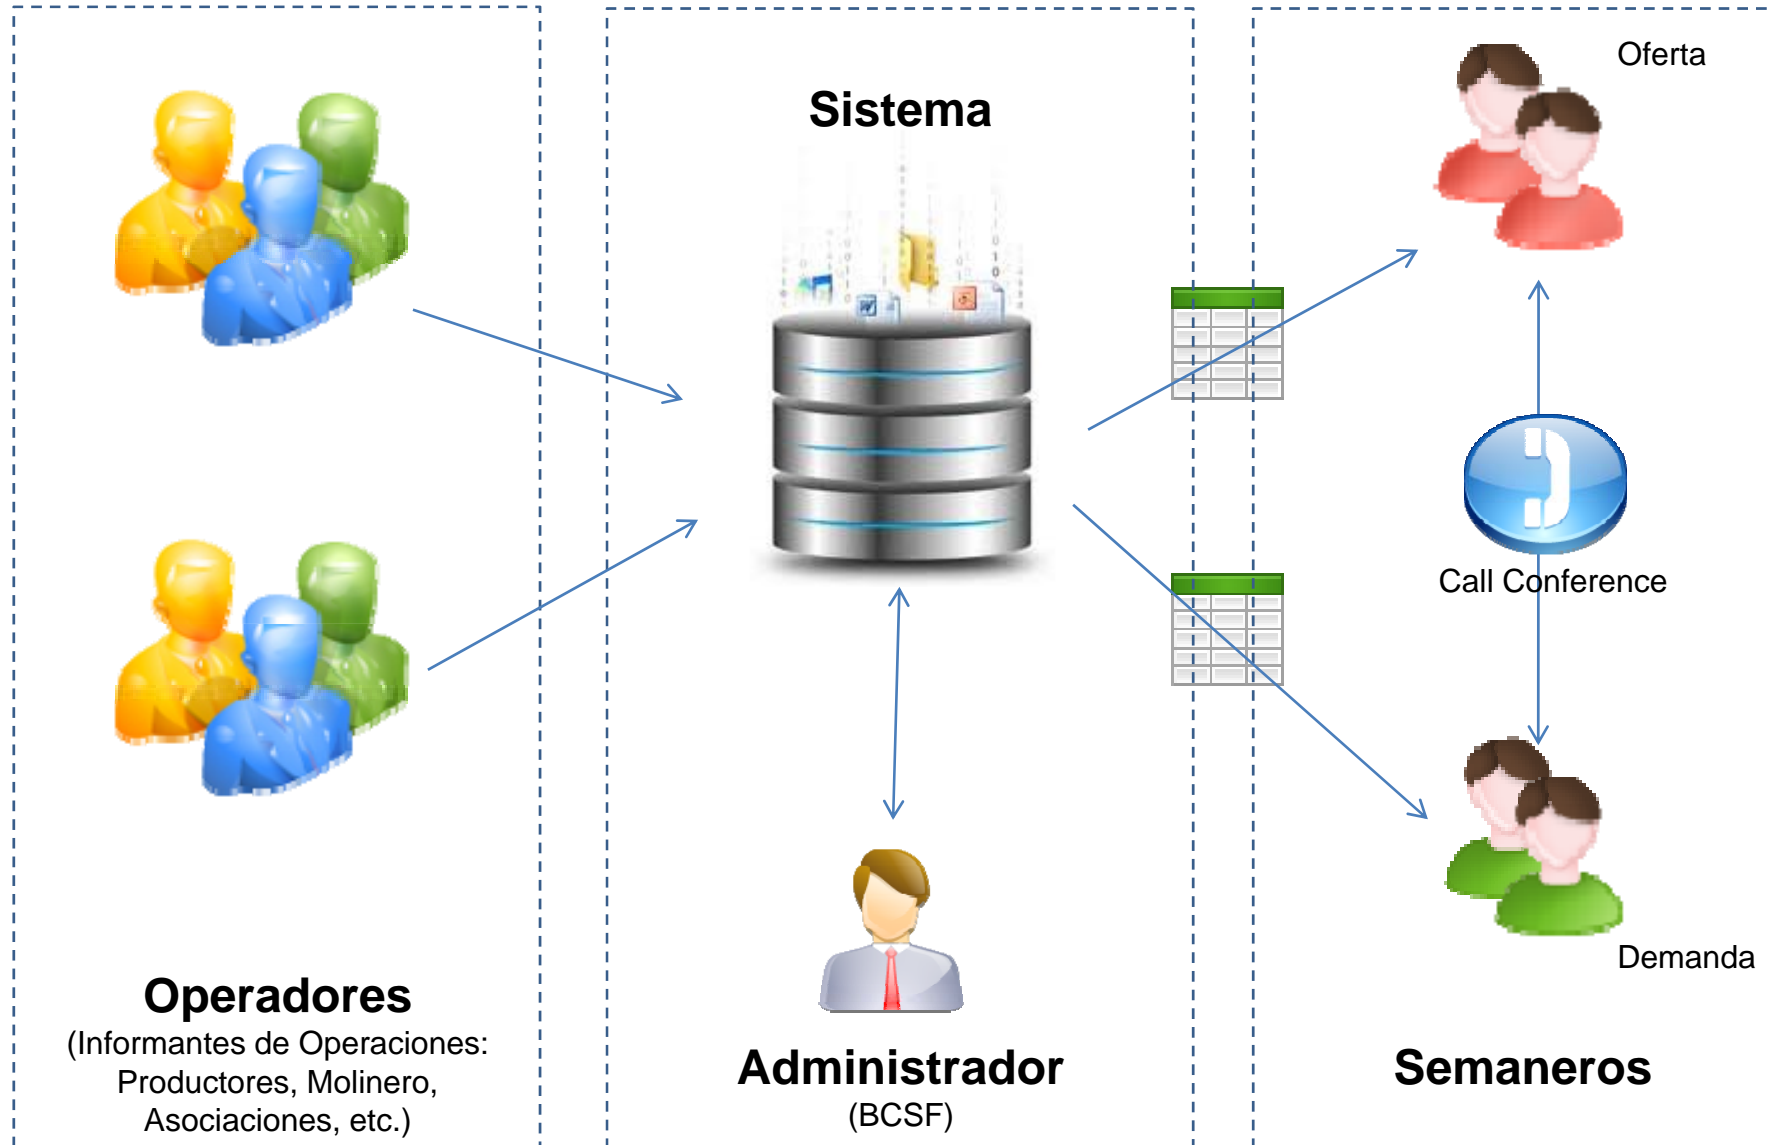 Oferta
Sistema
Call Conference
Demanda
Operadores
(Informantes de Operaciones:
Productores, Molinero,
Asociaciones, etc.)
Administrador
(BCSF)
Semaneros